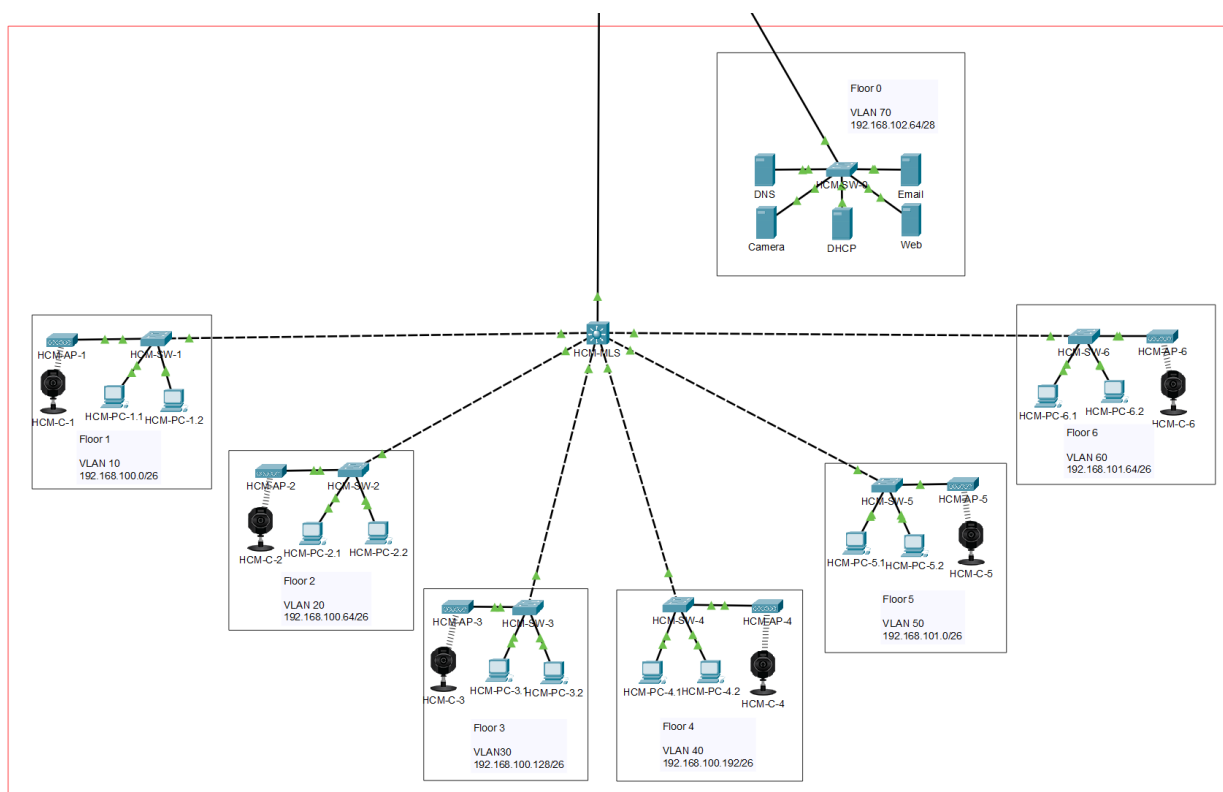 Floor 0
VLAN 70
192.168.102.64/28
DNS
HCM-SW-0
Email
Camera
DHCP
Web
HCM-MLS
HCM-AP-1
HCM-SW-1
HCM-C-1
HCM-PC-1.1
HCM-PC-1.2
Floor 1
VLAN 10
192.168.100.0/26
HCM-AP-2
HCM-SW-2
HCM-C-2
HCM-PC-2.1
HCM-PC-2.2
Floor 2
VLAN 20
192.168.100.64/26
HCM-AP-3
HCM-SW-3
HCM-C-3
HCM-PC-3.1
HCM-PC-3.2
Floor 3
VLAN30
192.168.100.128/26
HCM-SW-4
HCM-AP-4
HCM-PC-4.1
HCM-PC-4.2
HCM-C-4
Floor 4
VLAN 40
192.168.100.192/26
HCM-SW-5
HCM-AP-5
HCM-PC-5.1
HCM-PC-5.2
HCM-C-5
Floor 5
VLAN 50
192.168.101.0/26
HCM-SW-6
HCM-AP-6
HCM-PC-6.1
HCM-PC-6.2
HCM-C-6
Floor 6
VLAN 60
192.168.101.64/26